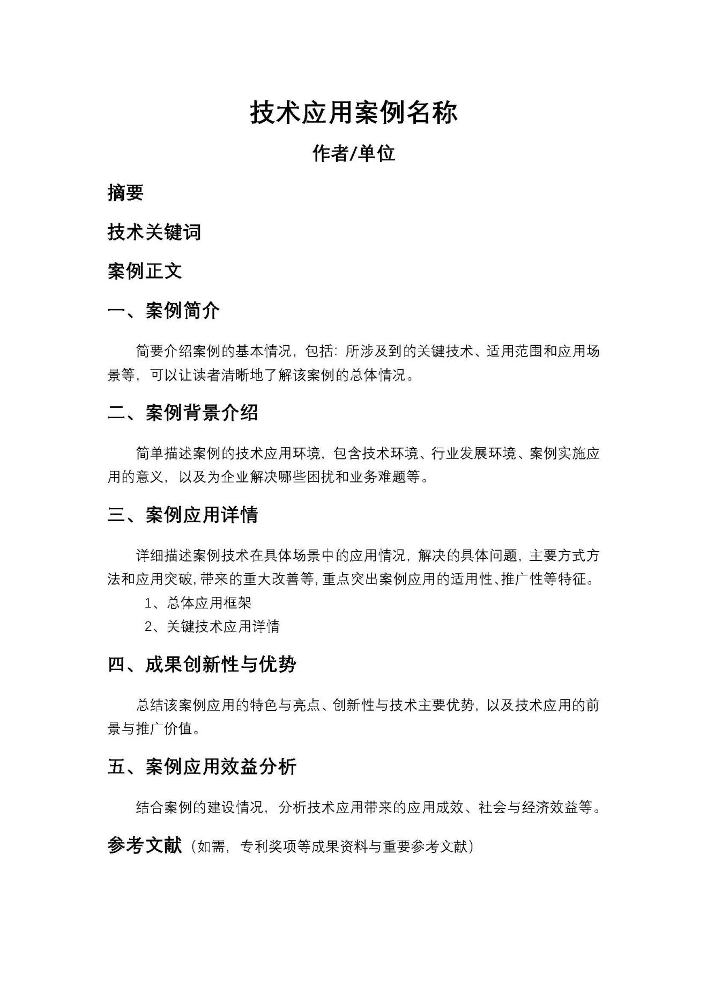 技术应用案例名称
作者/单位
摘要
技术关键词
案例正文
一、案例简介
简要介绍案例的基本情况，包括：所涉及到的关键技术、适用范围和应用场
景等，可以让读者清晰地了解该案例的总体情况。
二、案例背景介绍
简单描述案例的技术应用环境，包含技术环境、行业发展环境、案例实施应
用的意义，以及为企业解决哪些困扰和业务难题等。
三、案例应用详情
详细描述案例技术在具体场景中的应用情况，解决的具体问题，主要方式方
法和应用突破，带来的重大改善等，重点突出案例应用的适用性、推广性等特征。
1、总体应用框架
2、关键技术应用详情
四、成果创新性与优势
总结该案例应用的特色与亮点、创新性与技术主要优势，以及技术应用的前
景与推广价值。
五、案例应用效益分析
结合案例的建设情况，分析技术应用带来的应用成效、社会与经济效益等。
参考文献（如需，专利奖项等成果资料与重要参考文献）